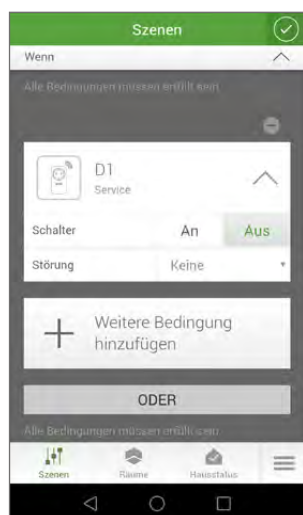 Szenen
Wenn
Alle Bedingungen müssen erfüllt sein
D1
Service
Schalter An Aus
Störung Keine
Weitere Bedingung
hinzufügen
ODER
Alle Bedingungen müssen erfüllt sein
Szenen Räume Hausstatus